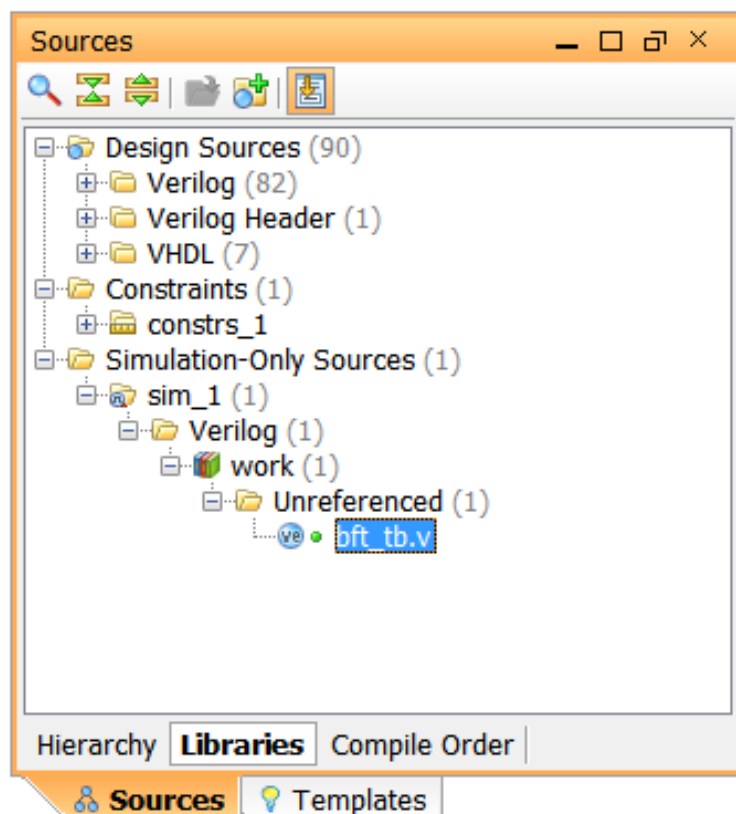 Sources
Design Sources (90)
Verilog (82)
Verilog Header (1)
VHDL (7)
Constraints (1)
constrs_1
Simulation-Only Sources (1)
sim_1 (1)
Verilog (1)
work (1)
Unreferenced (1)
ve bft_tb.v
Hierarchy Libraries Compile Order
Sources Templates